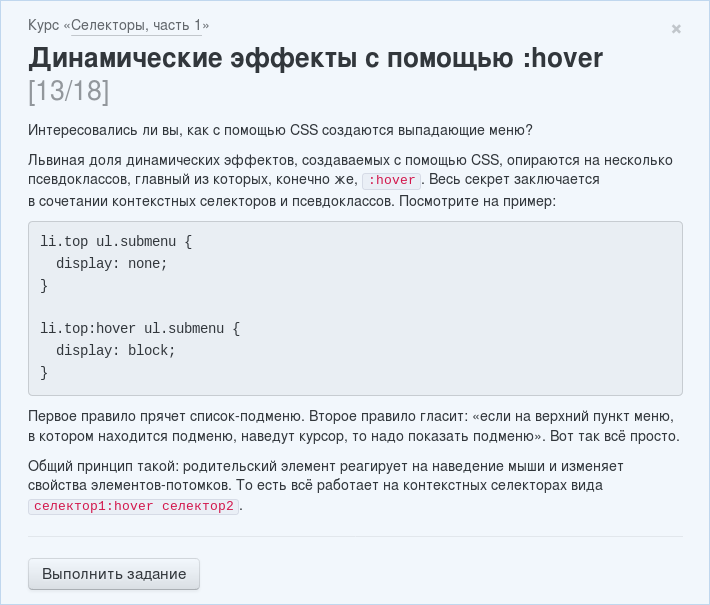 Курс «Селекторы, часть 1»
×
Динамические эффекты с помощью :hover
[13/18]
Интересовались ли вы, как с помощью CSS создаются выпадающие меню?
Львиная доля динамических эффектов, создаваемых с помощью CSS, опираются на несколько
псевдоклассов, главный из которых, конечно же, :hover. Весь секрет заключается
в сочетании контекстных селекторов и псевдоклассов. Посмотрите на пример:
li.top ul.submenu {
  display: none;
}
li.top:hover ul.submenu {
  display: block;
}
Первое правило прячет список-подменю. Второе правило гласит: «если на верхний пункт меню,
в котором находится подменю, наведут курсор, то надо показать подменю». Вот так всё просто.
Общий принцип такой: родительский элемент реагирует на наведение мыши и изменяет
свойства элементов-потомков. То есть всё работает на контекстных селекторах вида
селектор1:hover селектор2.
Выполнить задание